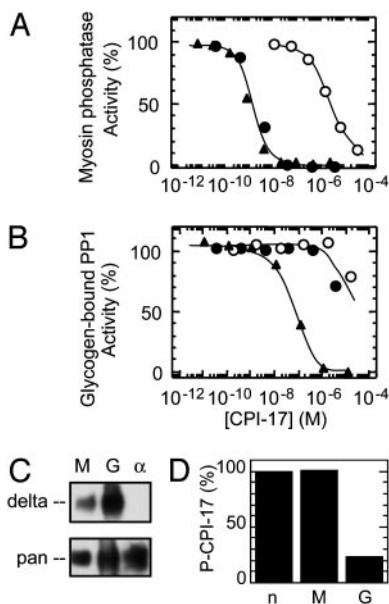 A
Myosin phosphatase
Activity (%)
100
50
0
10⁻¹² 10⁻¹⁰ 10⁻⁸ 10⁻⁶ 10⁻⁴
B
Glycogen-bound PP1
Activity (%)
100
50
0
10⁻¹² 10⁻¹⁰ 10⁻⁸ 10⁻⁶ 10⁻⁴
[CPI-17] (M)
C
M G α
delta --
pan --
D
P-CPI-17 (%)
100
50
0
n M G